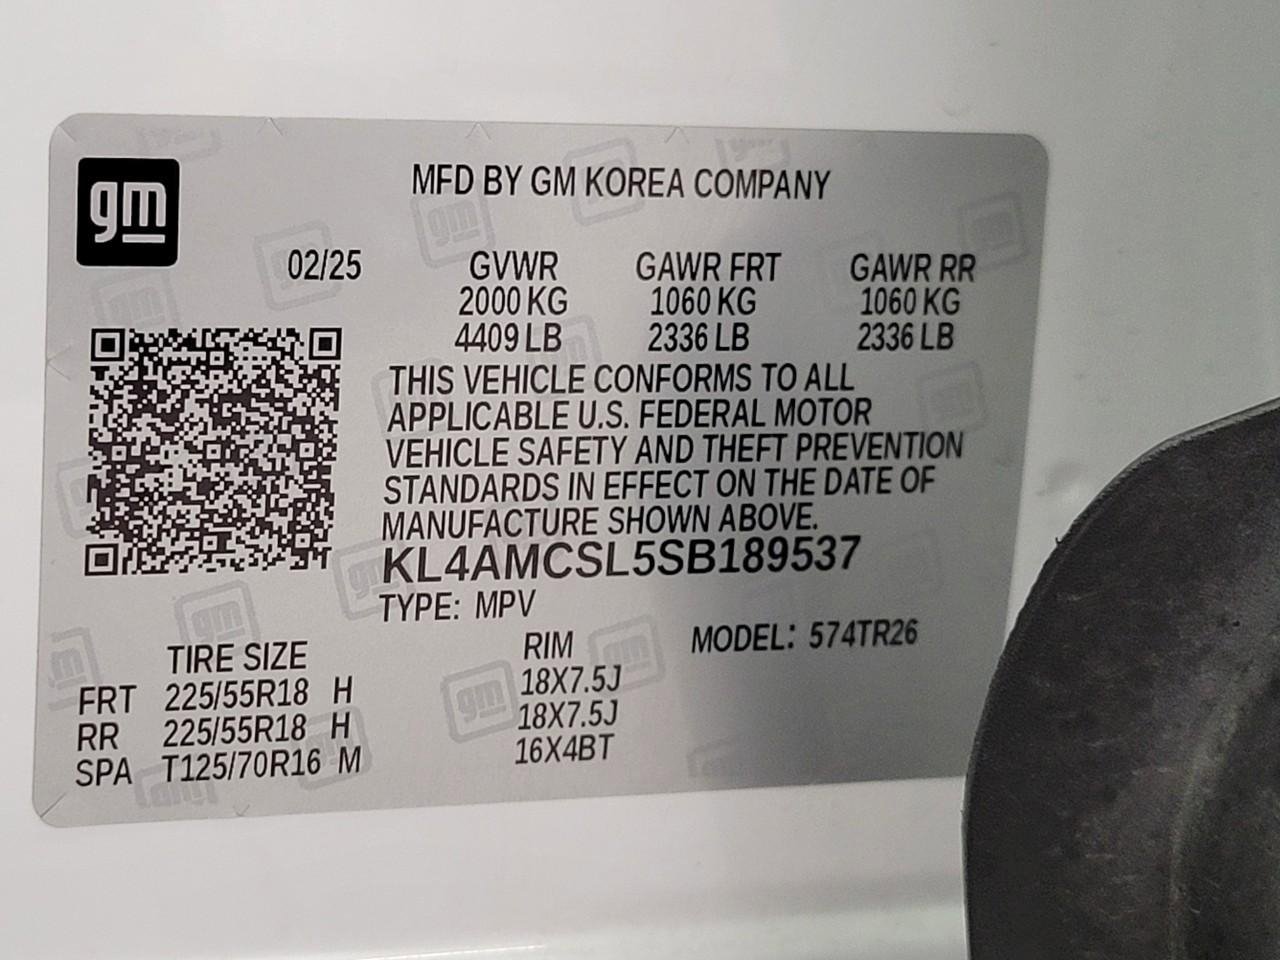 gm
MFD BY GM KOREA COMPANY
02/25 GVWR GAWR FRT GAWR RR
2000 KG 1060 KG 1060 KG
4409 LB 2336 LB 2336 LB
THIS VEHICLE CONFORMS TO ALL
APPLICABLE U.S. FEDERAL MOTOR
VEHICLE SAFETY AND THEFT PREVENTION
STANDARDS IN EFFECT ON THE DATE OF
MANUFACTURE SHOWN ABOVE.
KL4AMCSL5SB189537
TYPE: MPV
TIRE SIZE RIM MODEL: 574TR26
FRT 225/55R18 H 18X7.5J
RR 225/55R18 H 18X7.5J
SPA T125/70R16 M 16X4BT